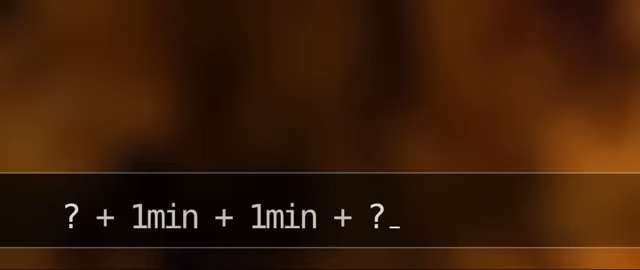 ? + 1min + 1min + ?_